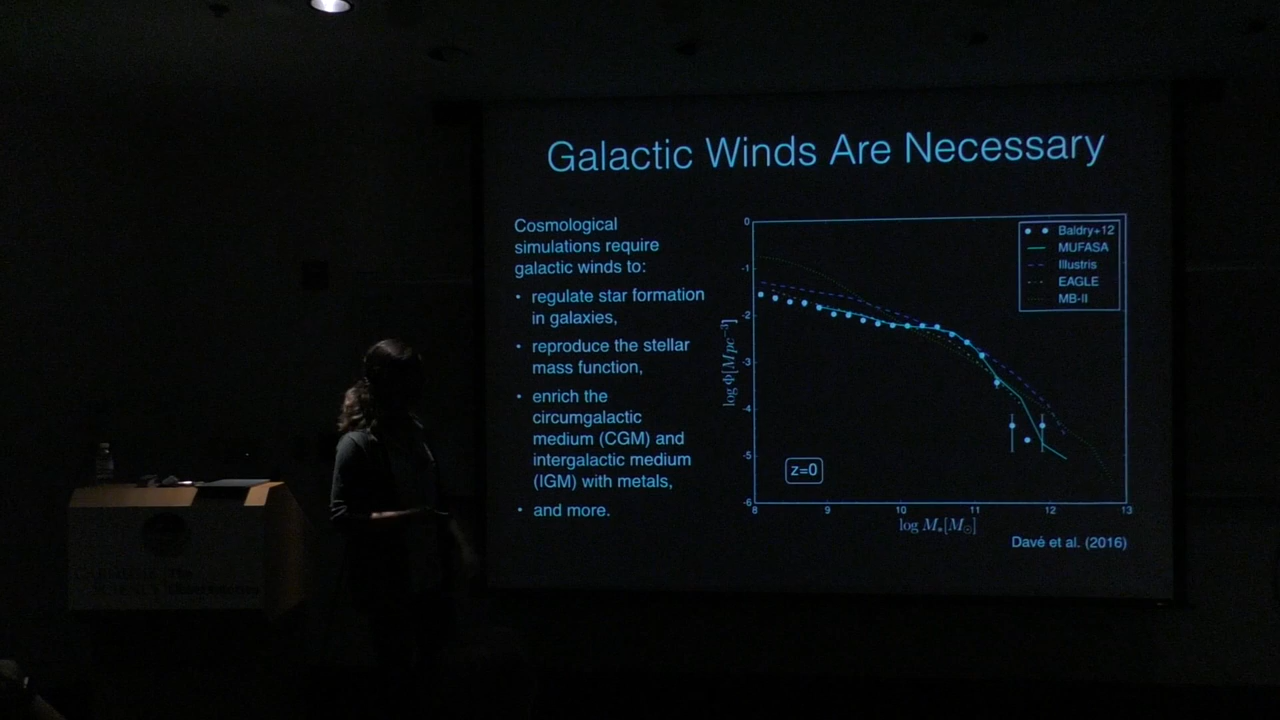 Galactic Winds Are Necessary
Cosmological
simulations require
galactic winds to:
• regulate star formation
in galaxies,
• reproduce the stellar
mass function,
• enrich the
circumgalactic
medium (CGM) and
intergalactic medium
(IGM) with metals,
• and more.
0
-1
-2
-3
-4
-5
-6
log Φ[Mpc⁻³]
Baldry+12
MUFASA
Illustris
EAGLE
MB-II
z=0
8 9 10 11 12 13
log M*[M⊙]
Davé et al. (2016)
The